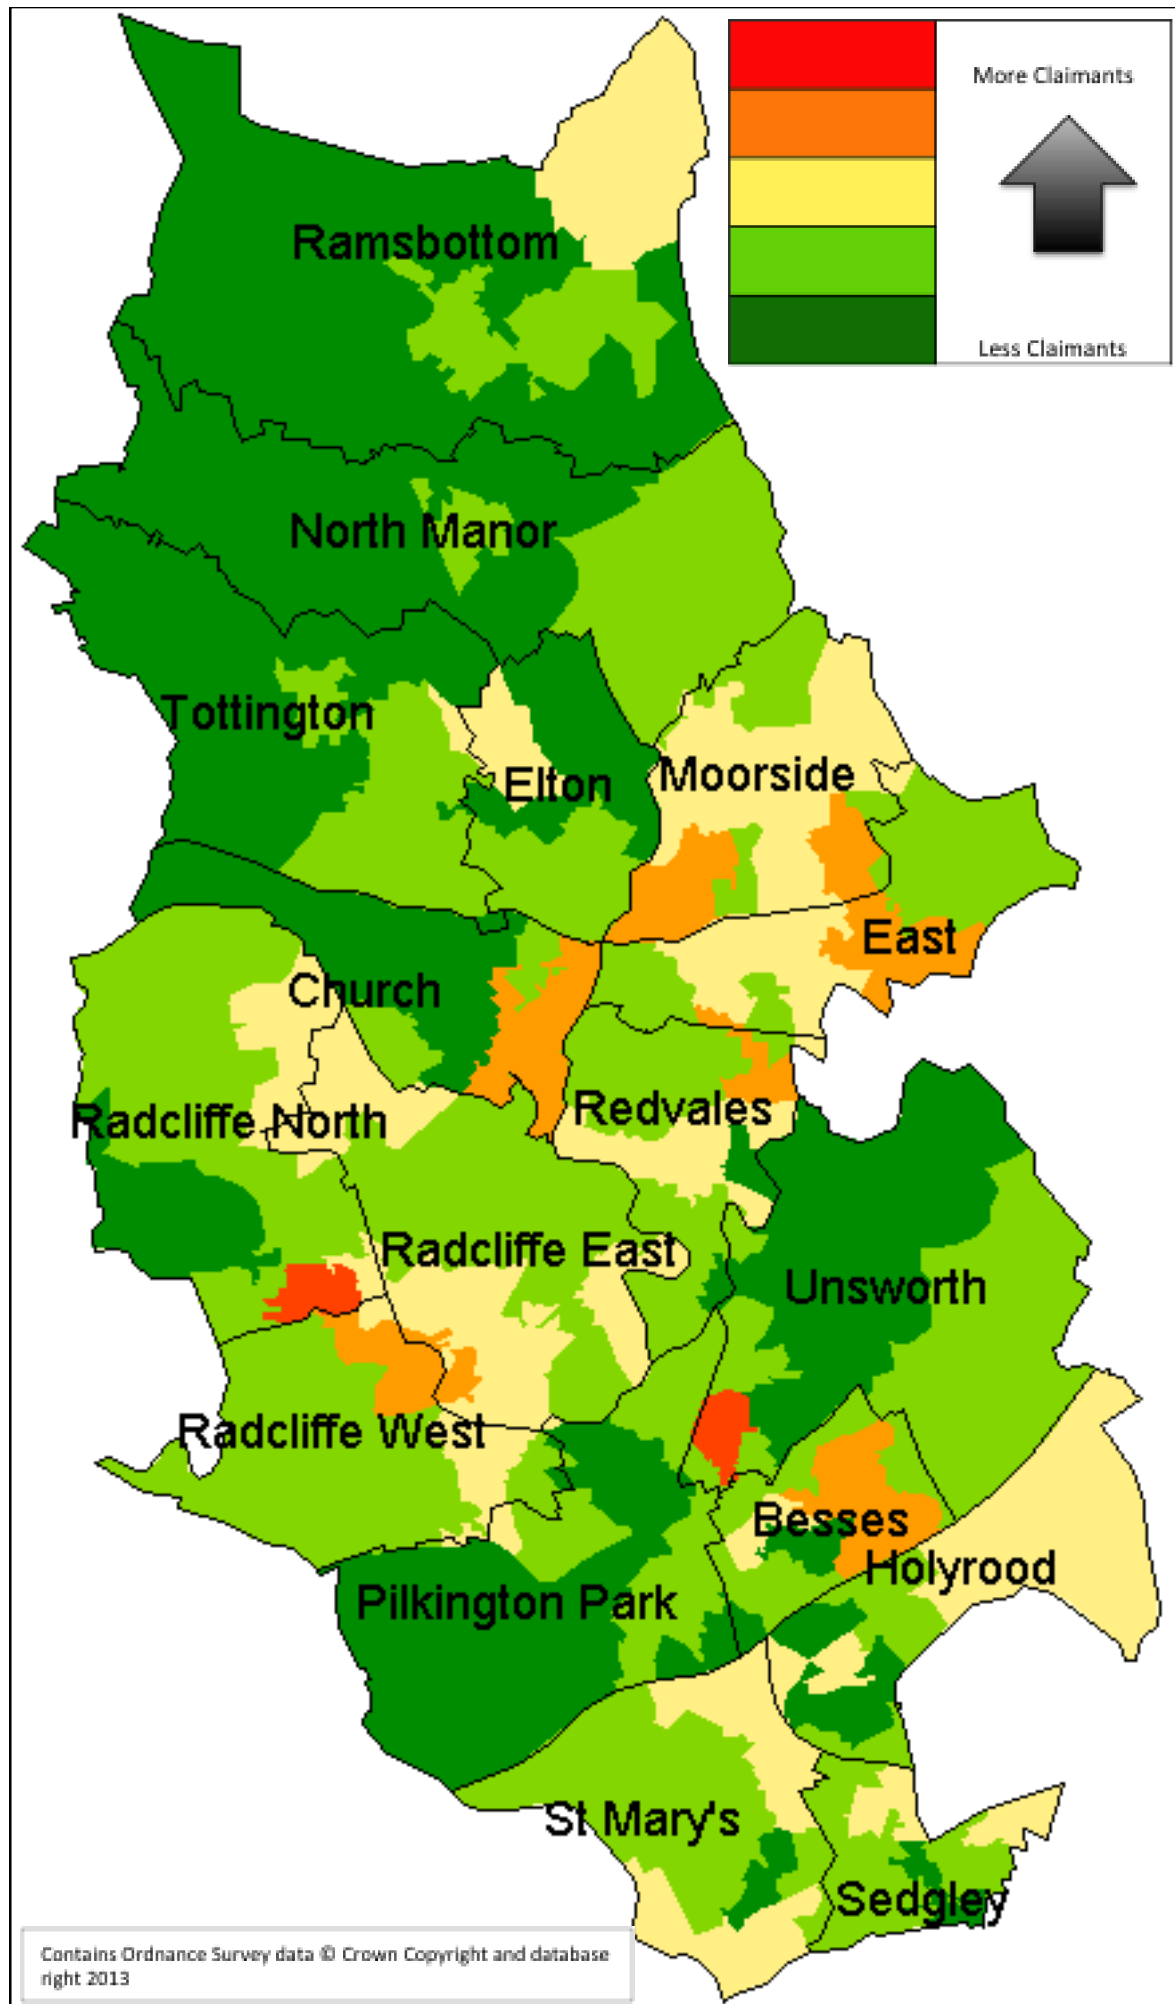 More Claimants
Less Claimants
Ramsbottom
North Manor
Tottington
Elton
Moorside
East
Church
Radcliffe North
Redvales
Radcliffe East
Unsworth
Radcliffe West
Besses
Holyrood
Pilkington Park
St Mary's
Sedgley
Contains Ordnance Survey data © Crown Copyright and database
right 2013